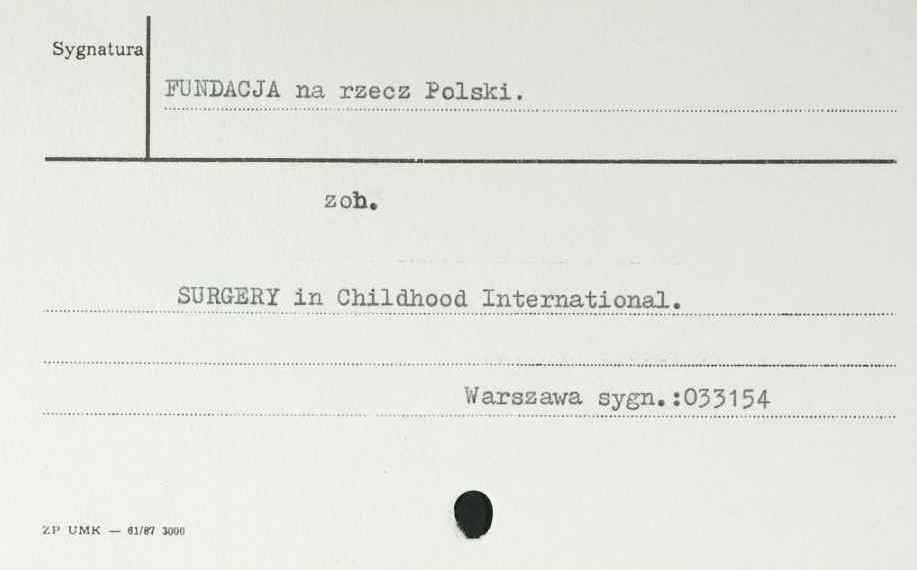 Sygnatura
FUNDACJA na rzecz Polski.
zob.
SURGERY in Childhood International.
Warszawa sygn.:033154
ZP UMK — 61/87 3000